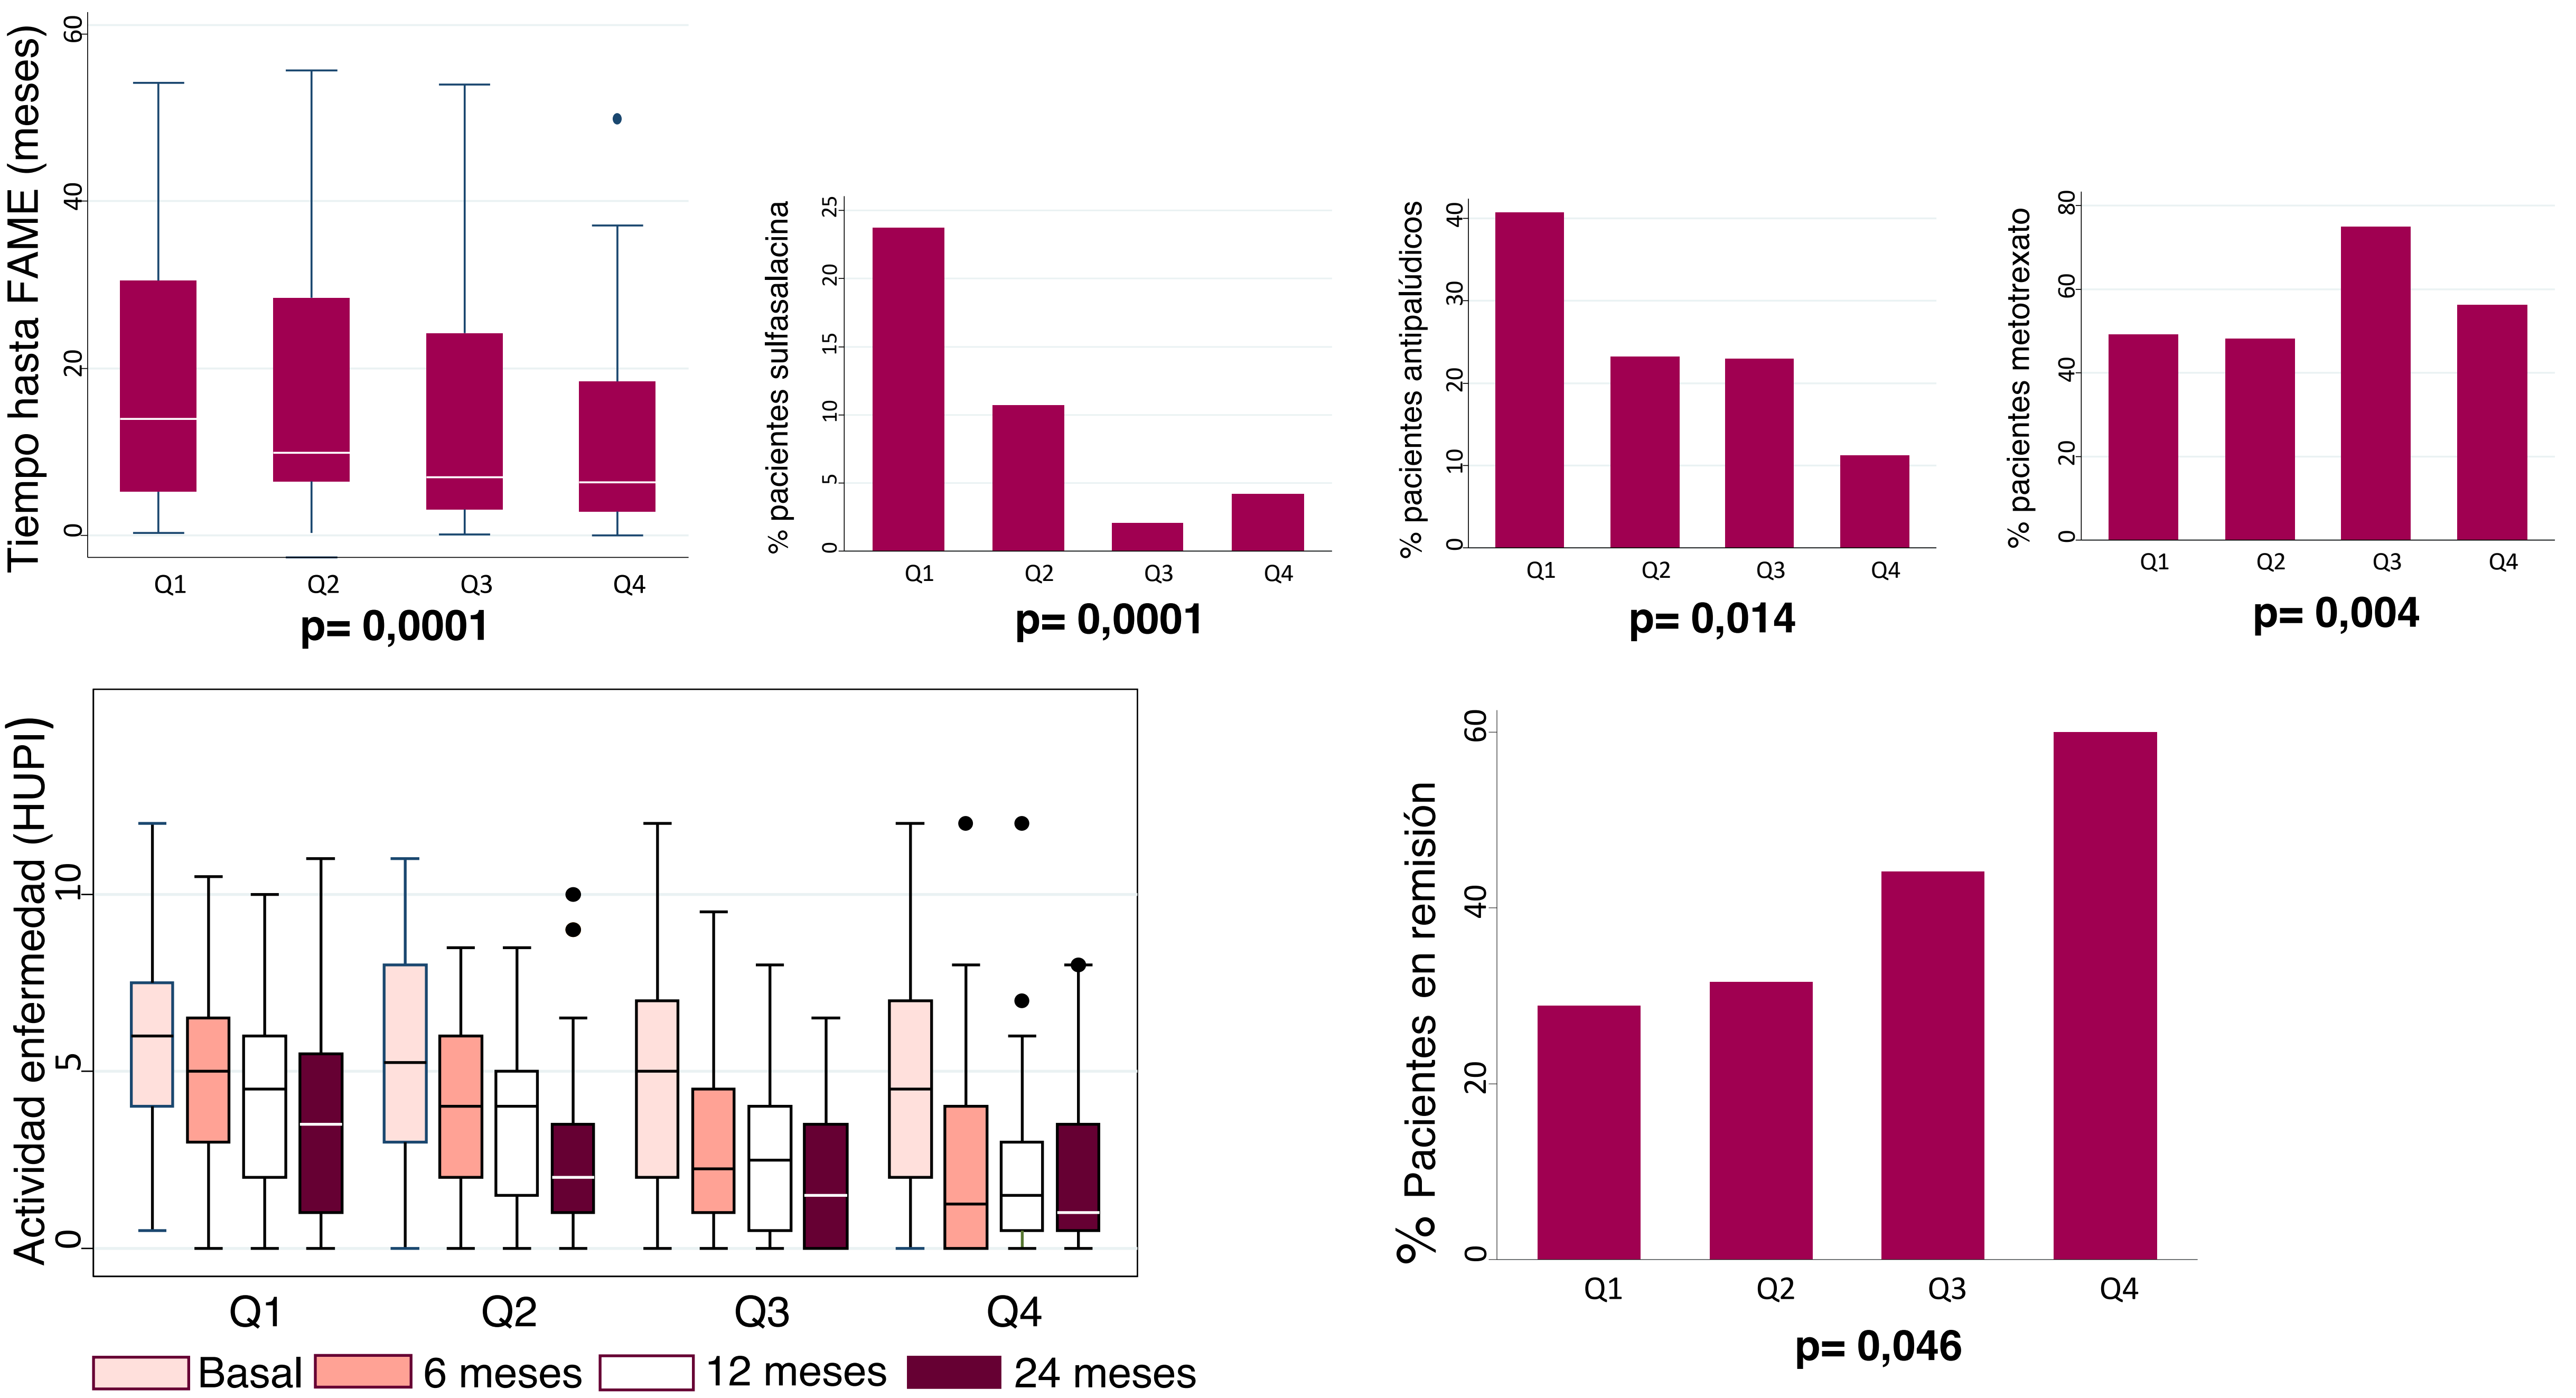 Tiempo hasta FAME (meses)
60
40
20
0
Q1 Q2 Q3 Q4
p= 0,0001
% pacientes sulfasalacina
25
20
15
10
5
0
Q1 Q2 Q3 Q4
p= 0,0001
% pacientes antipalúdicos
40
30
20
10
0
Q1 Q2 Q3 Q4
p= 0,014
% pacientes metotrexato
80
60
40
20
0
Q1 Q2 Q3 Q4
p= 0,004
Actividad enfermedad (HUPI)
10
5
0
Q1 Q2 Q3 Q4
Basal 6 meses 12 meses 24 meses
% Pacientes en remisión
60
40
20
0
Q1 Q2 Q3 Q4
p= 0,046